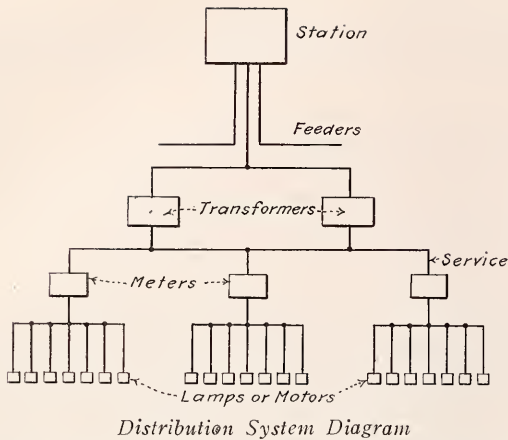 Station
Feeders
Transformers
Service
Meters
Lamps or Motors
Distribution System Diagram